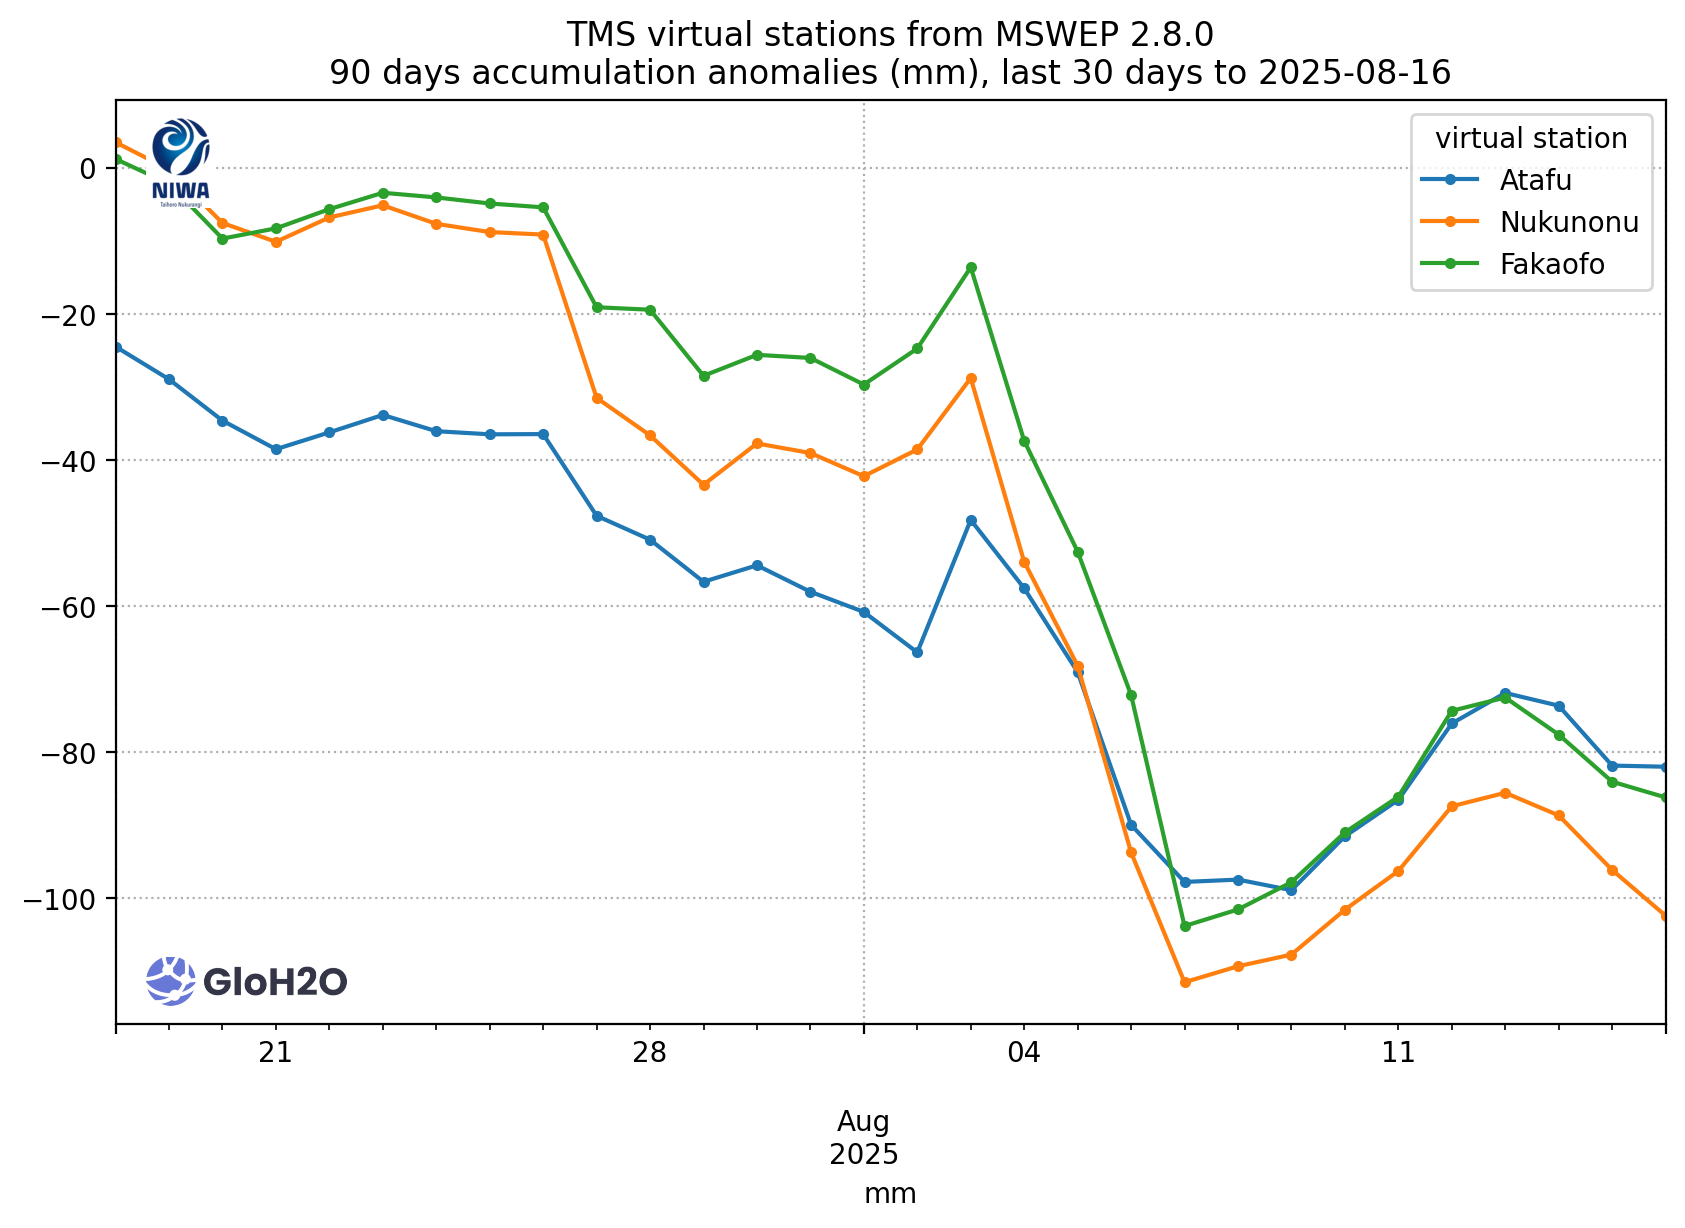 TMS virtual stations from MSWEP 2.8.0
90 days accumulation anomalies (mm), last 30 days to 2025-08-16
NIWA
Taihoro Nukurangi
virtual station
Atafu
Nukunonu
Fakaofo
0
−20
−40
−60
−80
−100
GloH2O
21
28
04
11
Aug
2025
mm